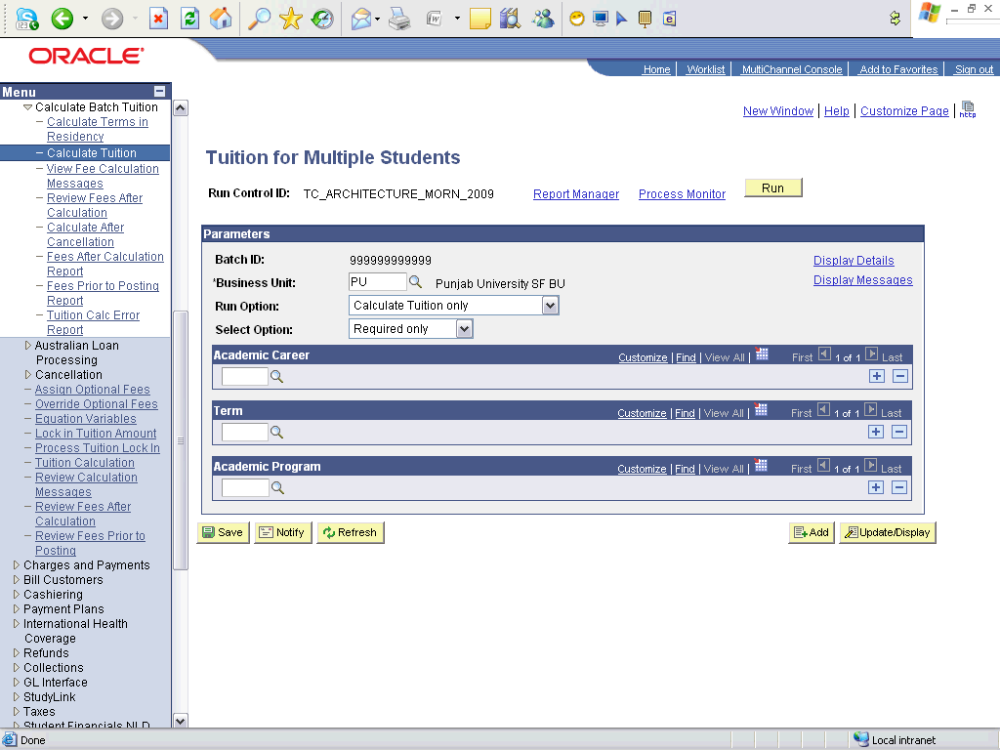 ORACLE®
Home Worklist MultiChannel Console Add to Favorites Sign out
Menu
Calculate Batch Tuition
– Calculate Terms in
Residency
– Calculate Tuition
– View Fee Calculation
Messages
– Review Fees After
Calculation
– Calculate After
Cancellation
– Fees After Calculation
Report
– Fees Prior to Posting
Report
– Tuition Calc Error
Report
Australian Loan
Processing
Cancellation
– Assign Optional Fees
– Override Optional Fees
– Equation Variables
– Lock in Tuition Amount
– Process Tuition Lock In
– Tuition Calculation
– Review Calculation
Messages
– Review Fees After
Calculation
– Review Fees Prior to
Posting
Charges and Payments
Bill Customers
Cashiering
Payment Plans
International Health
Coverage
Refunds
Collections
GL Interface
StudyLink
Taxes
Student Financials NLD
New Window | Help | Customize Page | http
Tuition for Multiple Students
Run Control ID: TC_ARCHITECTURE_MORN_2009 Report Manager Process Monitor Run
Parameters
Batch ID: 999999999999 Display Details
*Business Unit: PU Punjab University SF BU Display Messages
Run Option: Calculate Tuition only
Select Option: Required only
Academic Career Customize | Find | View All | First 1 of 1 Last
Term Customize | Find | View All | First 1 of 1 Last
Academic Program Customize | Find | View All | First 1 of 1 Last
Save Notify Refresh Add Update/Display
Done Local intranet